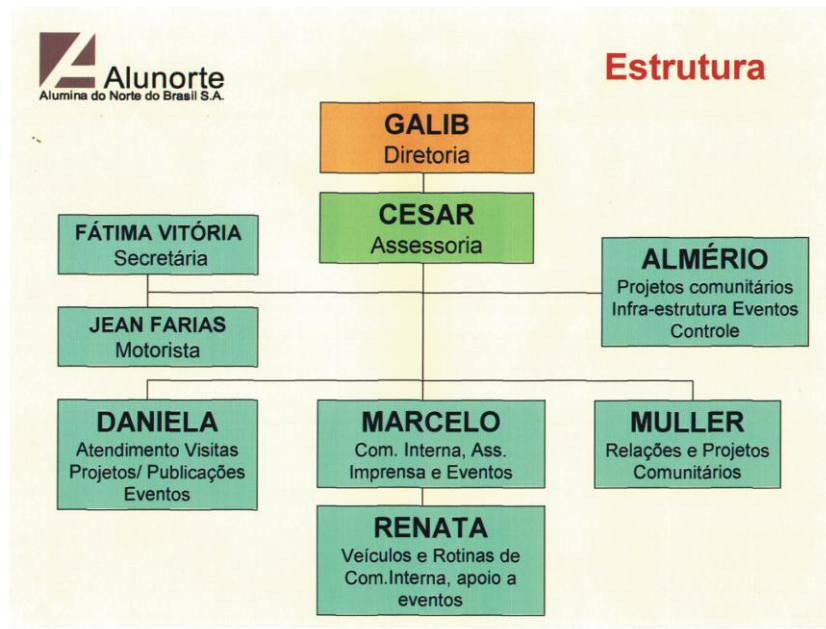 Alunorte
Alumina do Norte do Brasil S.A.
Estrutura
GALIB
Diretoria
CESAR
Assessoria
FÁTIMA VITÓRIA
Secretária
ALMÉRIO
Projetos comunitários
Infra-estrutura Eventos
Controle
JEAN FARIAS
Motorista
DANIELA
Atendimento Visitas
Projetos/ Publicações
Eventos
MARCELO
Com. Interna, Ass.
Imprensa e Eventos
MULLER
Relações e Projetos
Comunitários
RENATA
Veículos e Rotinas de
Com.Interna, apoio a
eventos